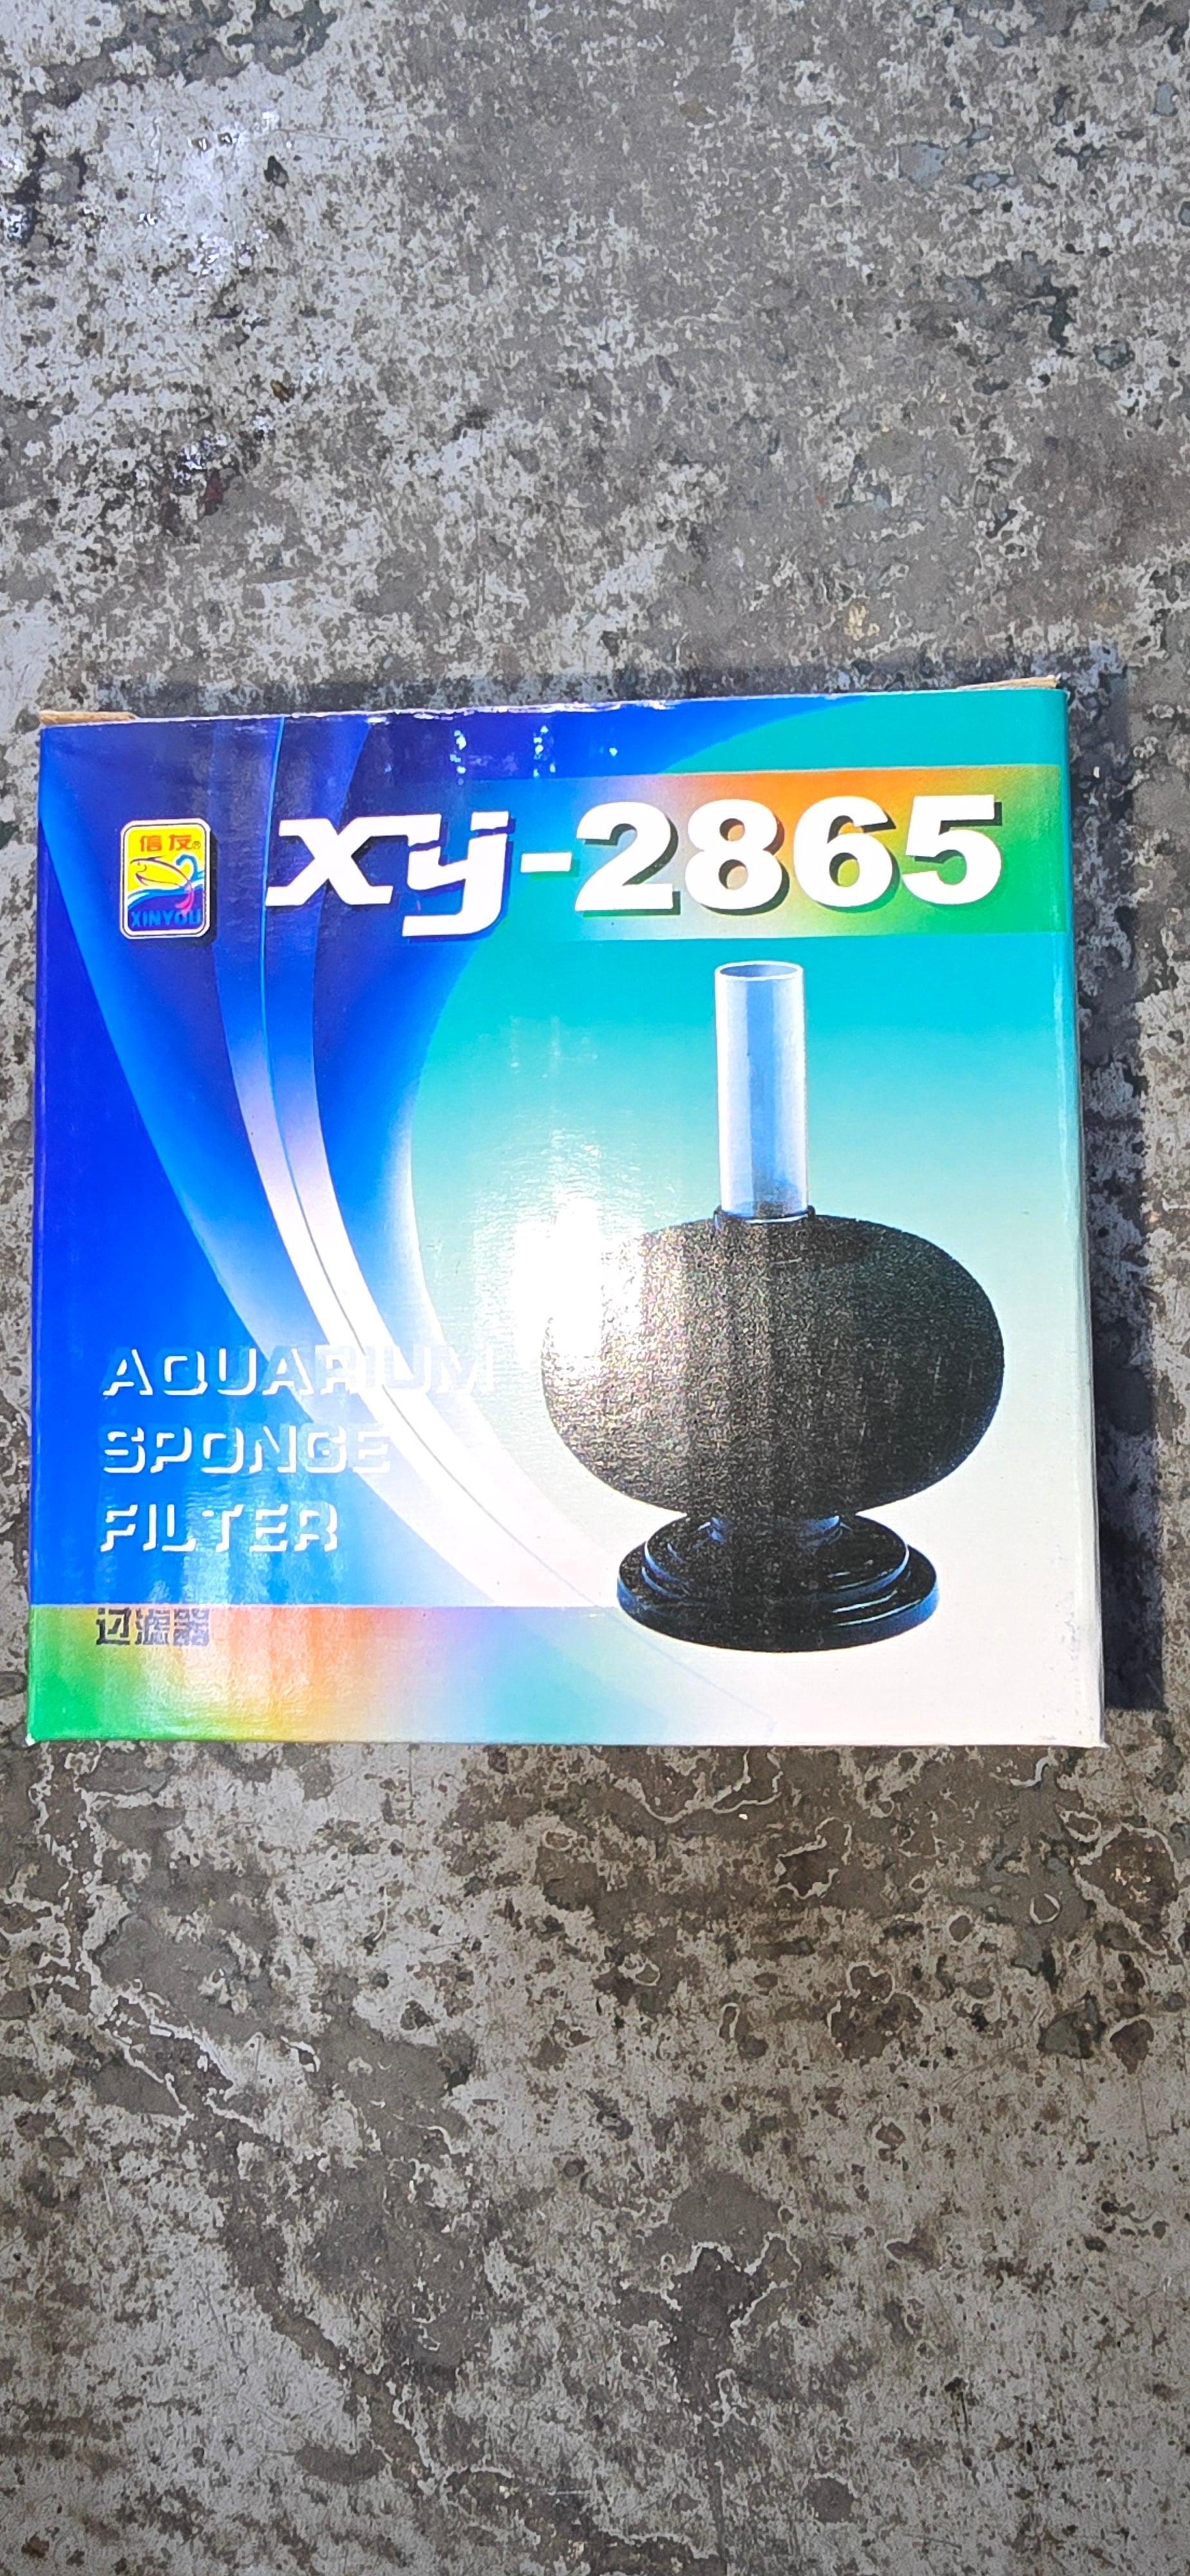 信友®
XINYOU
XY-2865
AQUARIUM
SPONGE
FILTER
过滤器